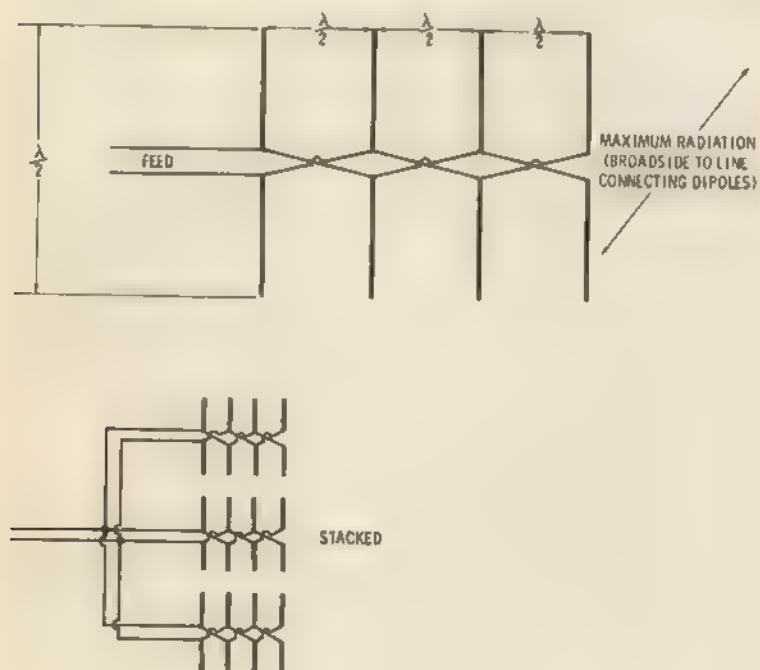 λ/2 λ/2 λ/2
λ/2
FEED
MAXIMUM RADIATION
(BROADSIDE TO LINE
CONNECTING DIPOLES)
STACKED